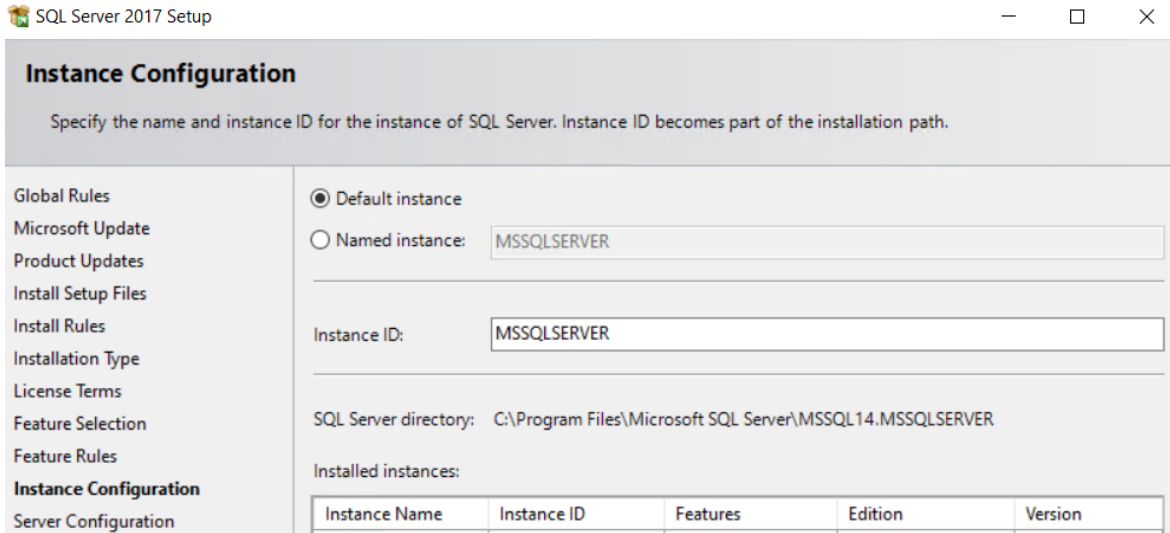 SQL Server 2017 Setup
Instance Configuration
Specify the name and instance ID for the instance of SQL Server. Instance ID becomes part of the installation path.
Global Rules
Microsoft Update
Product Updates
Install Setup Files
Install Rules
Installation Type
License Terms
Feature Selection
Feature Rules
Instance Configuration
Server Configuration
Default instance
Named instance: MSSQLSERVER
Instance ID: MSSQLSERVER
SQL Server directory: C:\Program Files\Microsoft SQL Server\MSSQL14.MSSQLSERVER
Installed instances:
Instance Name Instance ID Features Edition Version